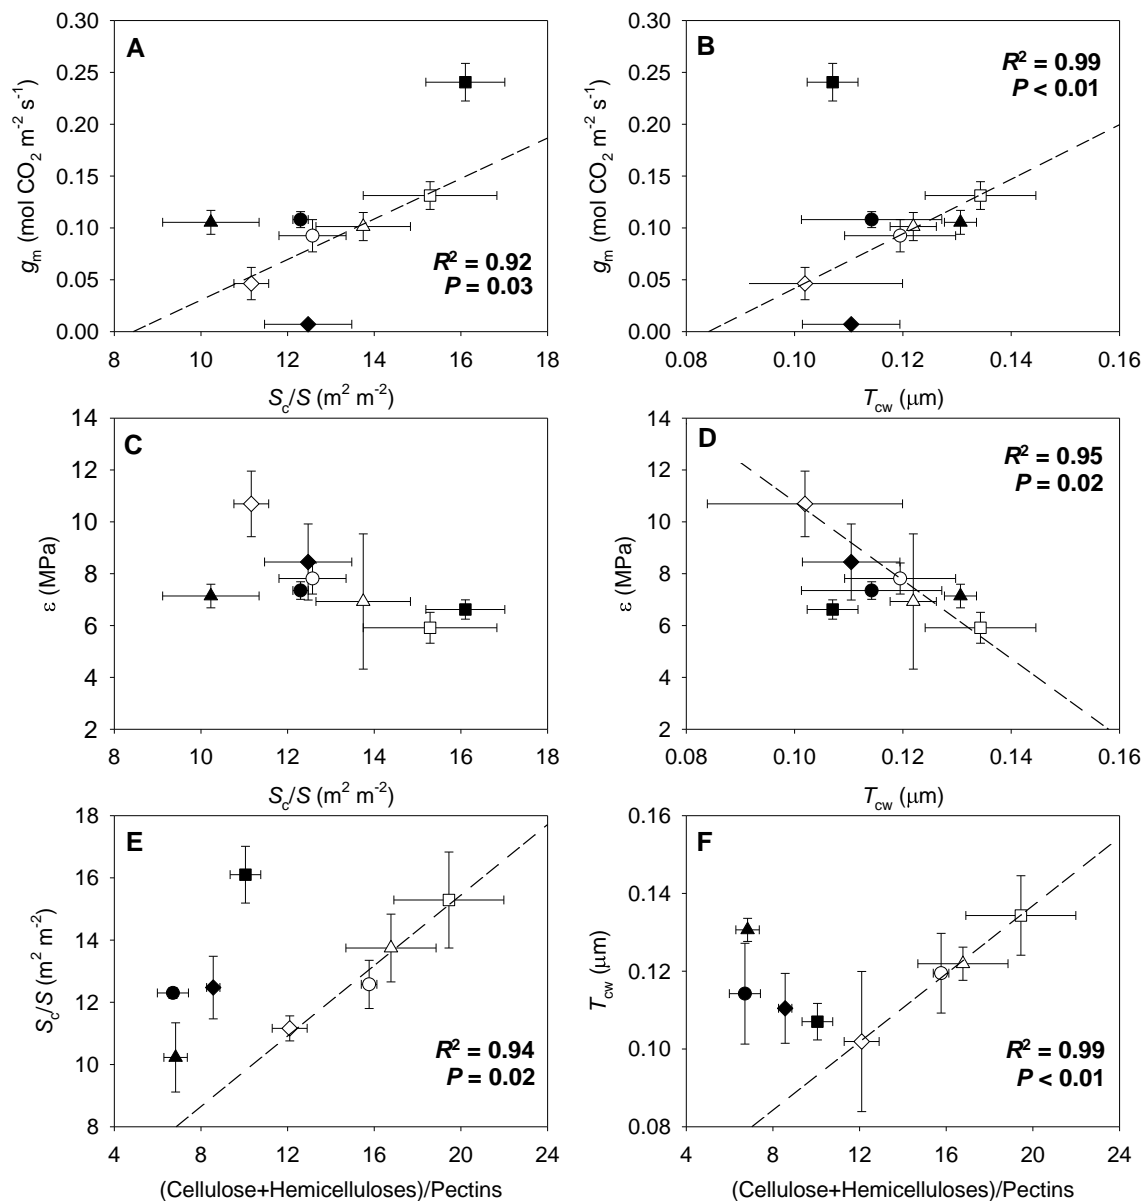 A
0.30
0.25
0.20
0.15
0.10
0.05
0.00
gm (mol CO2 m-2 s-1)
R2 = 0.92
P = 0.03
8 10 12 14 16 18
Sc/S (m2 m-2)
B
0.30
0.25
0.20
0.15
0.10
0.05
0.00
gm (mol CO2 m-2 s-1)
R2 = 0.99
P < 0.01
0.08 0.10 0.12 0.14 0.16
Tcw (μm)
C
14
12
10
8
6
4
2
ε (MPa)
8 10 12 14 16 18
Sc/S (m2 m-2)
D
14
12
10
8
6
4
2
ε (MPa)
R2 = 0.95
P = 0.02
0.08 0.10 0.12 0.14 0.16
Tcw (μm)
E
18
16
14
12
10
8
Sc/S (m2 m-2)
R2 = 0.94
P = 0.02
4 8 12 16 20 24
(Cellulose+Hemicelluloses)/Pectins
F
0.16
0.14
0.12
0.10
0.08
Tcw (μm)
R2 = 0.99
P < 0.01
4 8 12 16 20 24
(Cellulose+Hemicelluloses)/Pectins